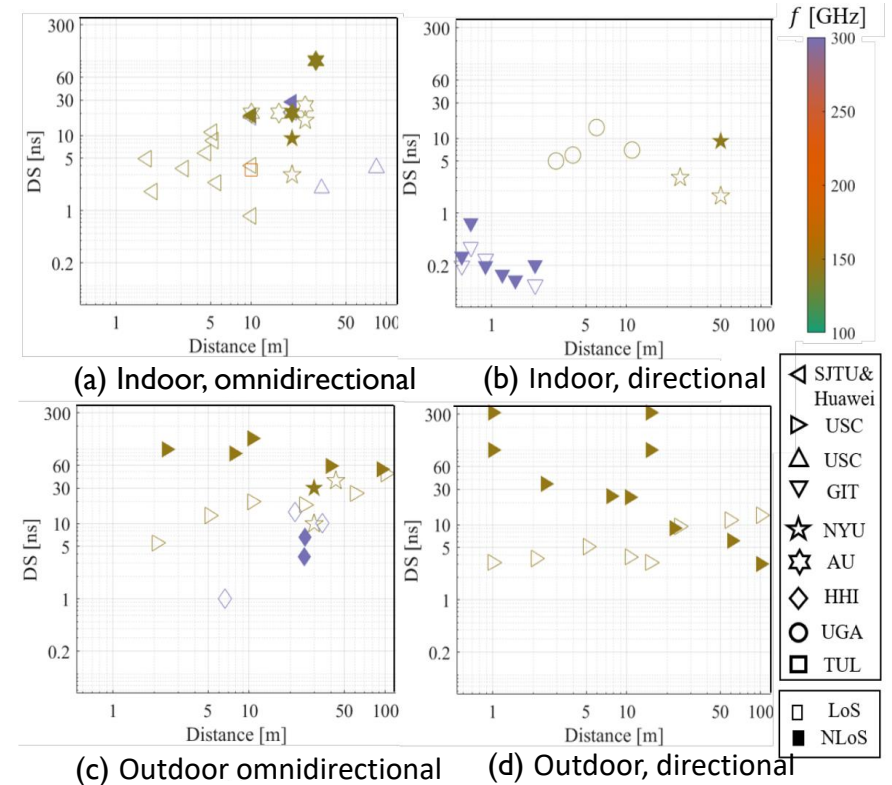 f [GHz]
300
250
200
150
100
300
60
30
10
5
1
0.2
DS [ns]
1
5
10
50
100
Distance [m]
(a) Indoor, omnidirectional
300
60
30
10
5
1
0.2
DS [ns]
1
5
10
50
100
Distance [m]
(b) Indoor, directional
300
60
30
10
5
1
0.2
DS [ns]
1
5
10
50
100
Distance [m]
(c) Outdoor omnidirectional
300
60
30
10
5
1
0.2
DS [ns]
1
5
10
50
100
Distance [m]
(d) Outdoor, directional
SJTU&
Huawei
USC
USC
GIT
NYU
AU
HHI
UGA
TUL
LoS
NLoS